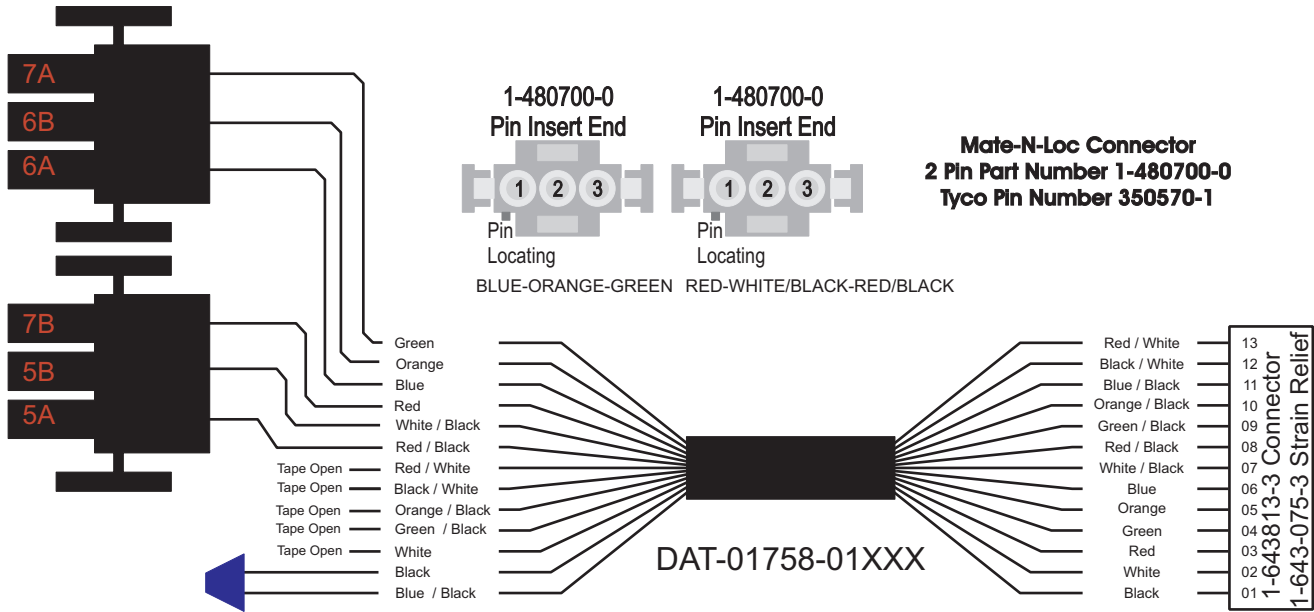 7A
6B
6A
7B
5B
5A
1-480700-0
Pin Insert End
1 2 3
Pin
Locating
BLUE-ORANGE-GREEN
1-480700-0
Pin Insert End
1 2 3
Pin
Locating
RED-WHITE/BLACK-RED/BLACK
Mate-N-Loc Connector
2 Pin Part Number 1-480700-0
Tyco Pin Number 350570-1
Green
Orange
Blue
Red
White / Black
Red / Black
Tape Open Red / White
Tape Open Black / White
Tape Open Orange / Black
Tape Open Green / Black
Tape Open White
Black
Blue / Black
DAT-01758-01XXX
Red / White 13
Black / White 12
Blue / Black 11
Orange / Black 10
Green / Black 09
Red / Black 08
White / Black 07
Blue 06
Orange 05
Green 04
Red 03
White 02
Black 01
1-643813-3 Connector
1-643-075-3 Strain Relief